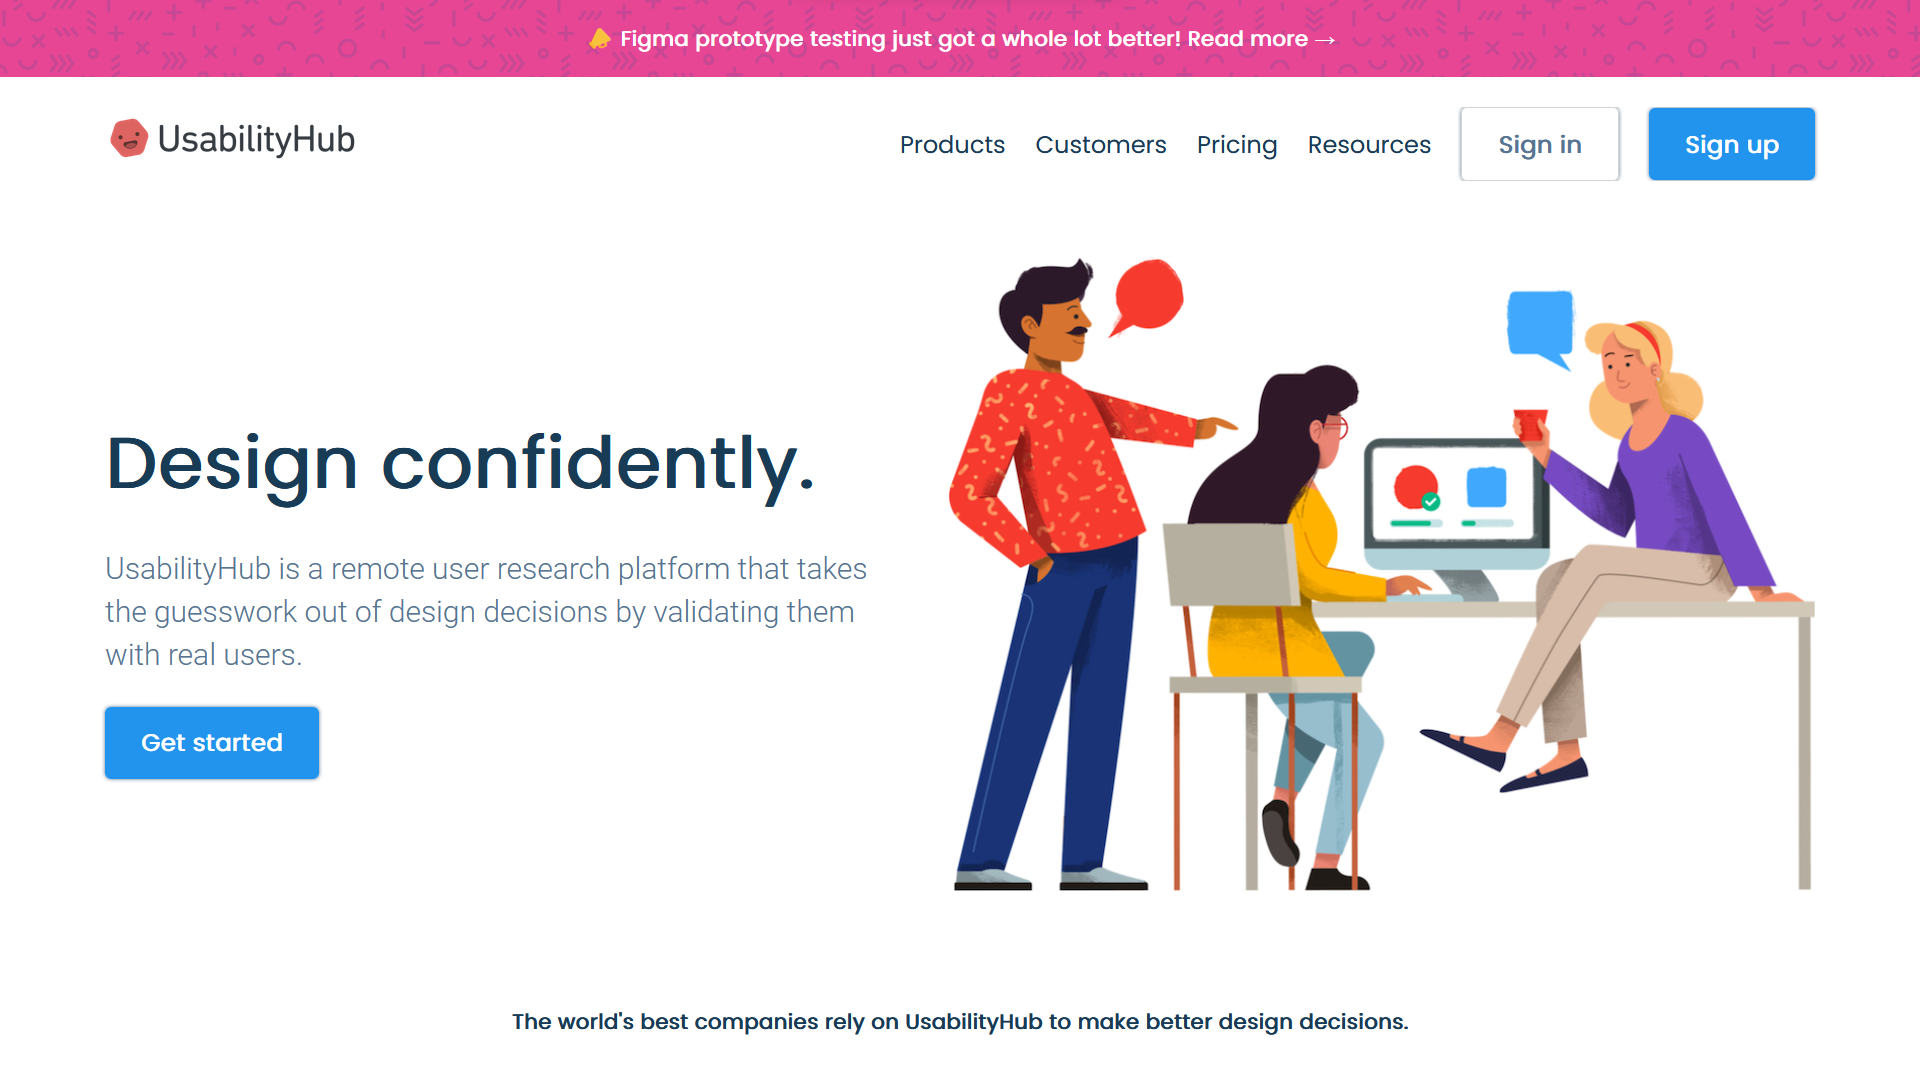 Figma prototype testing just got a whole lot better! Read more →
UsabilityHub
Products Customers Pricing Resources Sign in Sign up
Design confidently.
UsabilityHub is a remote user research platform that takes
the guesswork out of design decisions by validating them
with real users.
Get started
The world's best companies rely on UsabilityHub to make better design decisions.